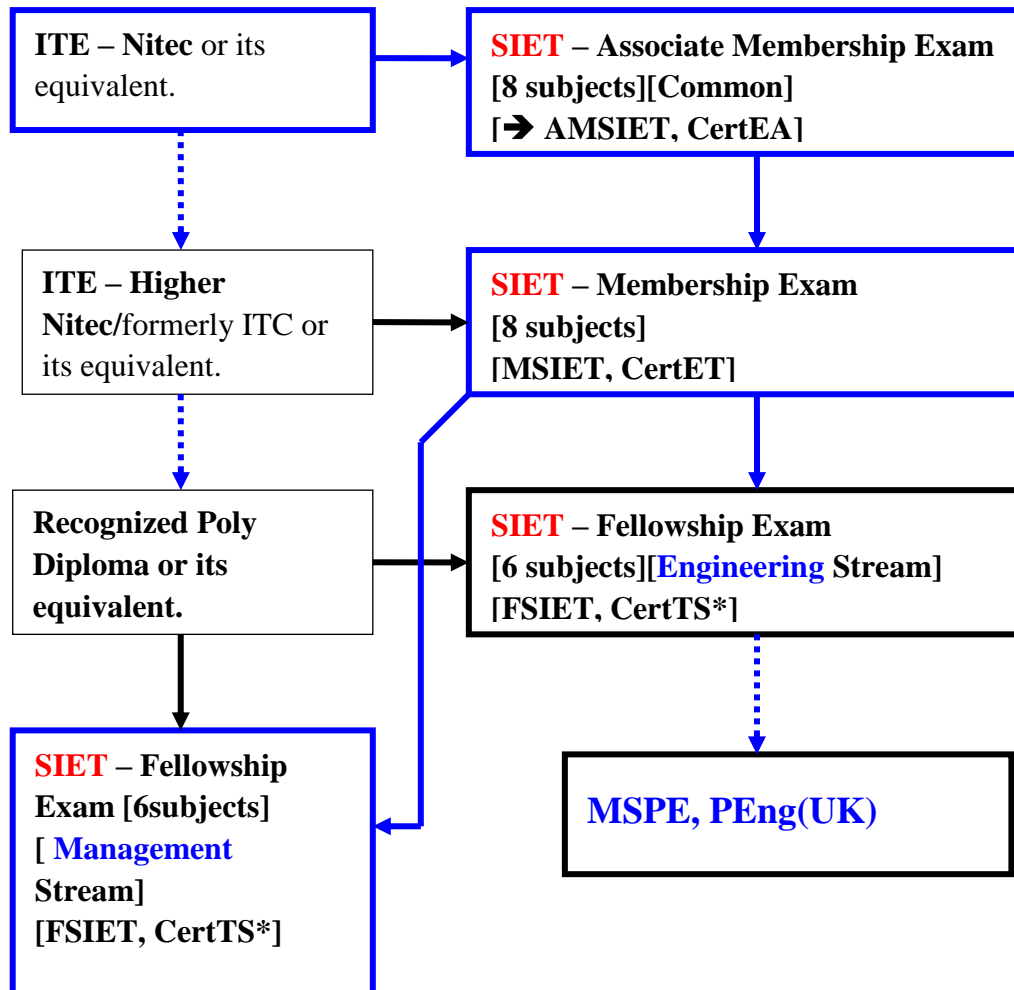 ITE – Nitec or its
equivalent.
SIET – Associate Membership Exam
[8 subjects][Common]
[➔ AMSIET, CertEA]
ITE – Higher
Nitec/formerly ITC or
its equivalent.
SIET – Membership Exam
[8 subjects]
[MSIET, CertET]
Recognized Poly
Diploma or its
equivalent.
SIET – Fellowship Exam
[6 subjects][Engineering Stream]
[FSIET, CertTS*]
SIET – Fellowship
Exam [6subjects]
[ Management
Stream]
[FSIET, CertTS*]
MSPE, PEng(UK)